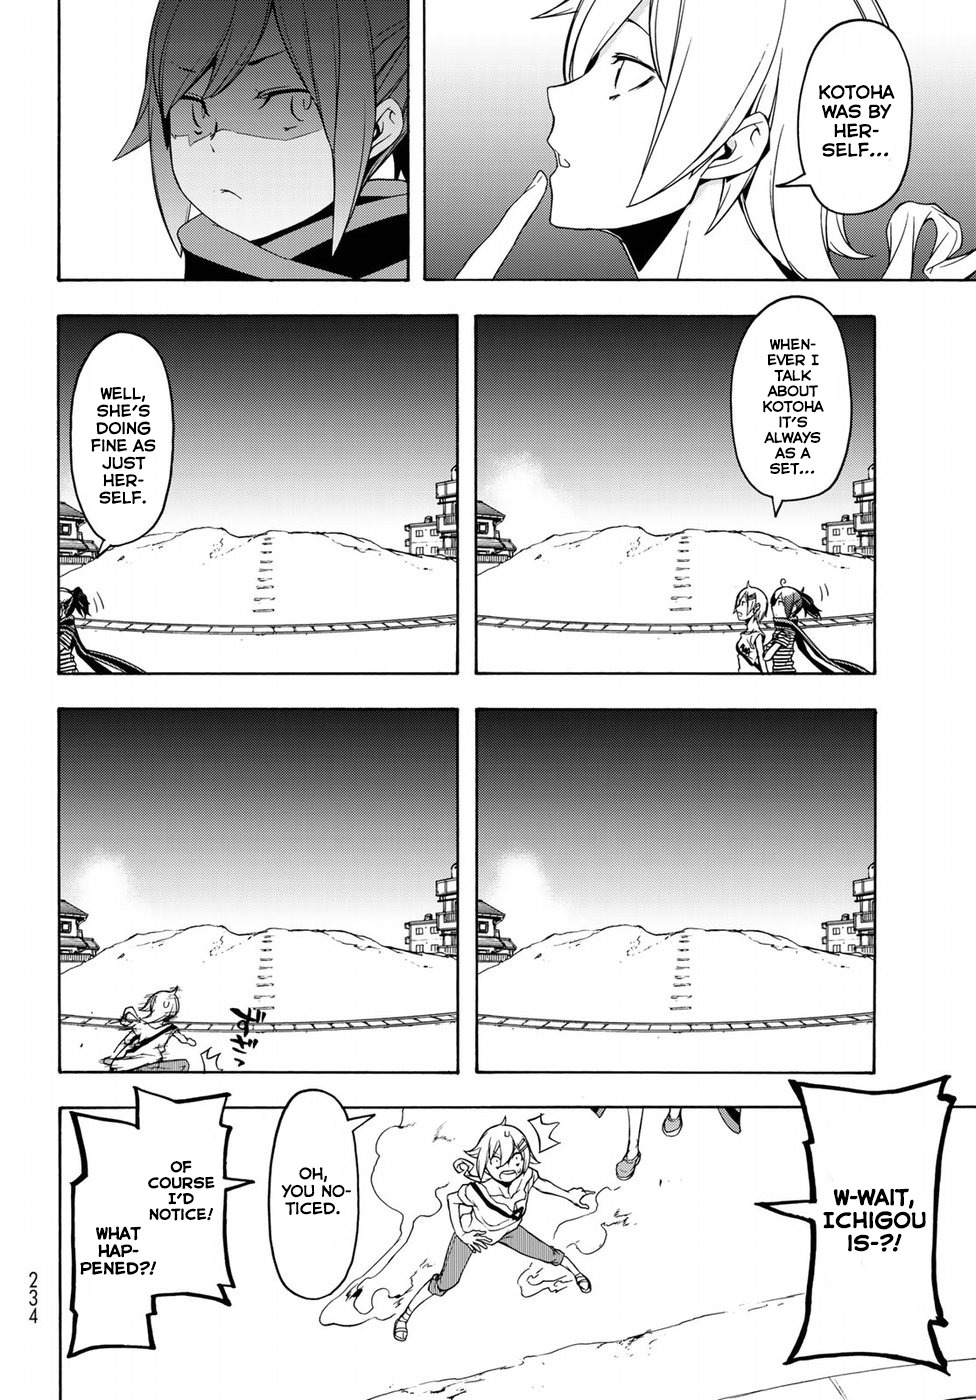 KOTOHA
WAS BY
HER-
SELF...
WHEN-
EVER I
TALK
ABOUT
KOTOHA
IT'S
ALWAYS
AS A
SET...
WELL,
SHE'S
DOING
FINE AS
JUST
HER-
SELF.
W-WAIT,
ICHIGOU
IS-?!
OH,
YOU NO-
TICED.
OF
COURSE
I'D
NOTICE!
WHAT
HAP-
PENED?!
234